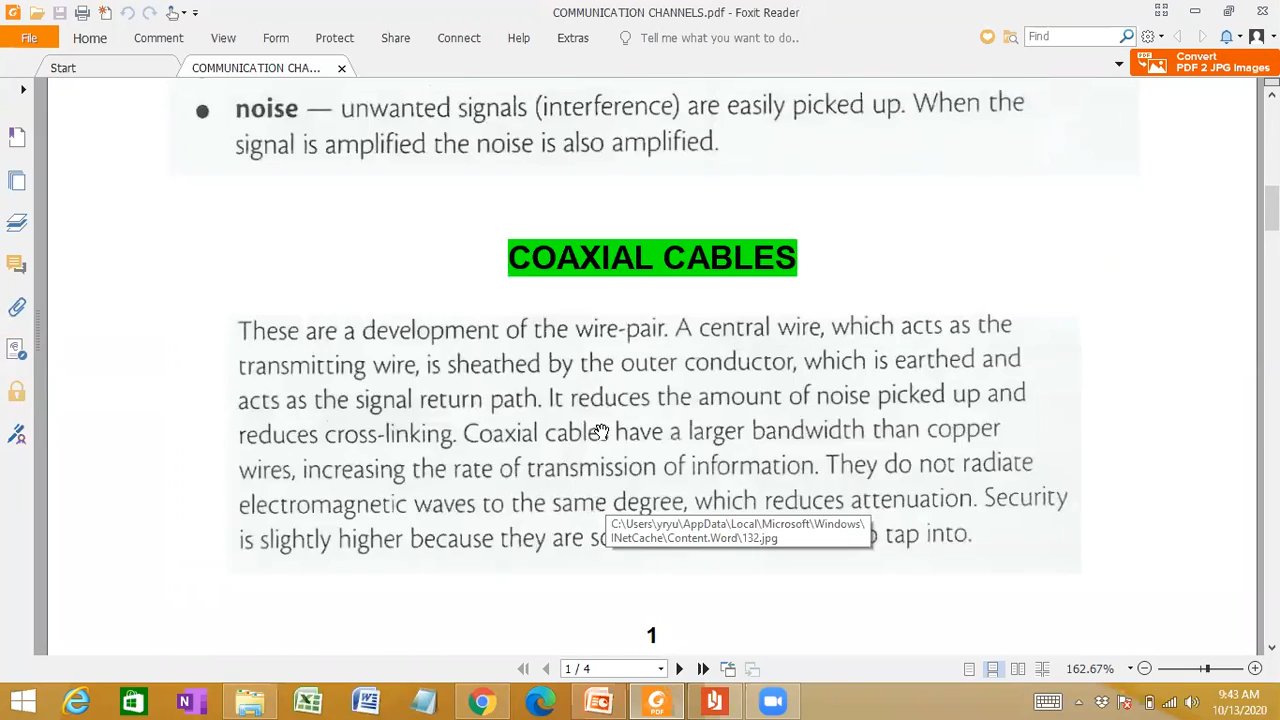 COMMUNICATION CHANNELS.pdf - Foxit Reader
File Home Comment View Form Protect Share Connect Help Extras Tell me what you want to do.. Find
Start COMMUNICATION CHA...
Convert
PDF 2 JPG Images
noise — unwanted signals (interference) are easily picked up. When the
signal is amplified the noise is also amplified.
COAXIAL CABLES
These are a development of the wire-pair. A central wire, which acts as the
transmitting wire, is sheathed by the outer conductor, which is earthed and
acts as the signal return path. It reduces the amount of noise picked up and
reduces cross-linking. Coaxial cables have a larger bandwidth than copper
wires, increasing the rate of transmission of information. They do not radiate
electromagnetic waves to the same degree, which reduces attenuation. Security
is slightly higher because they are tap into.
C:\Users\yryu\AppData\Local\Microsoft\Windows\
INetCache\Content.Word\132.jpg
1
1 / 4
162.67%
PDF
9:43 AM
10/13/2020